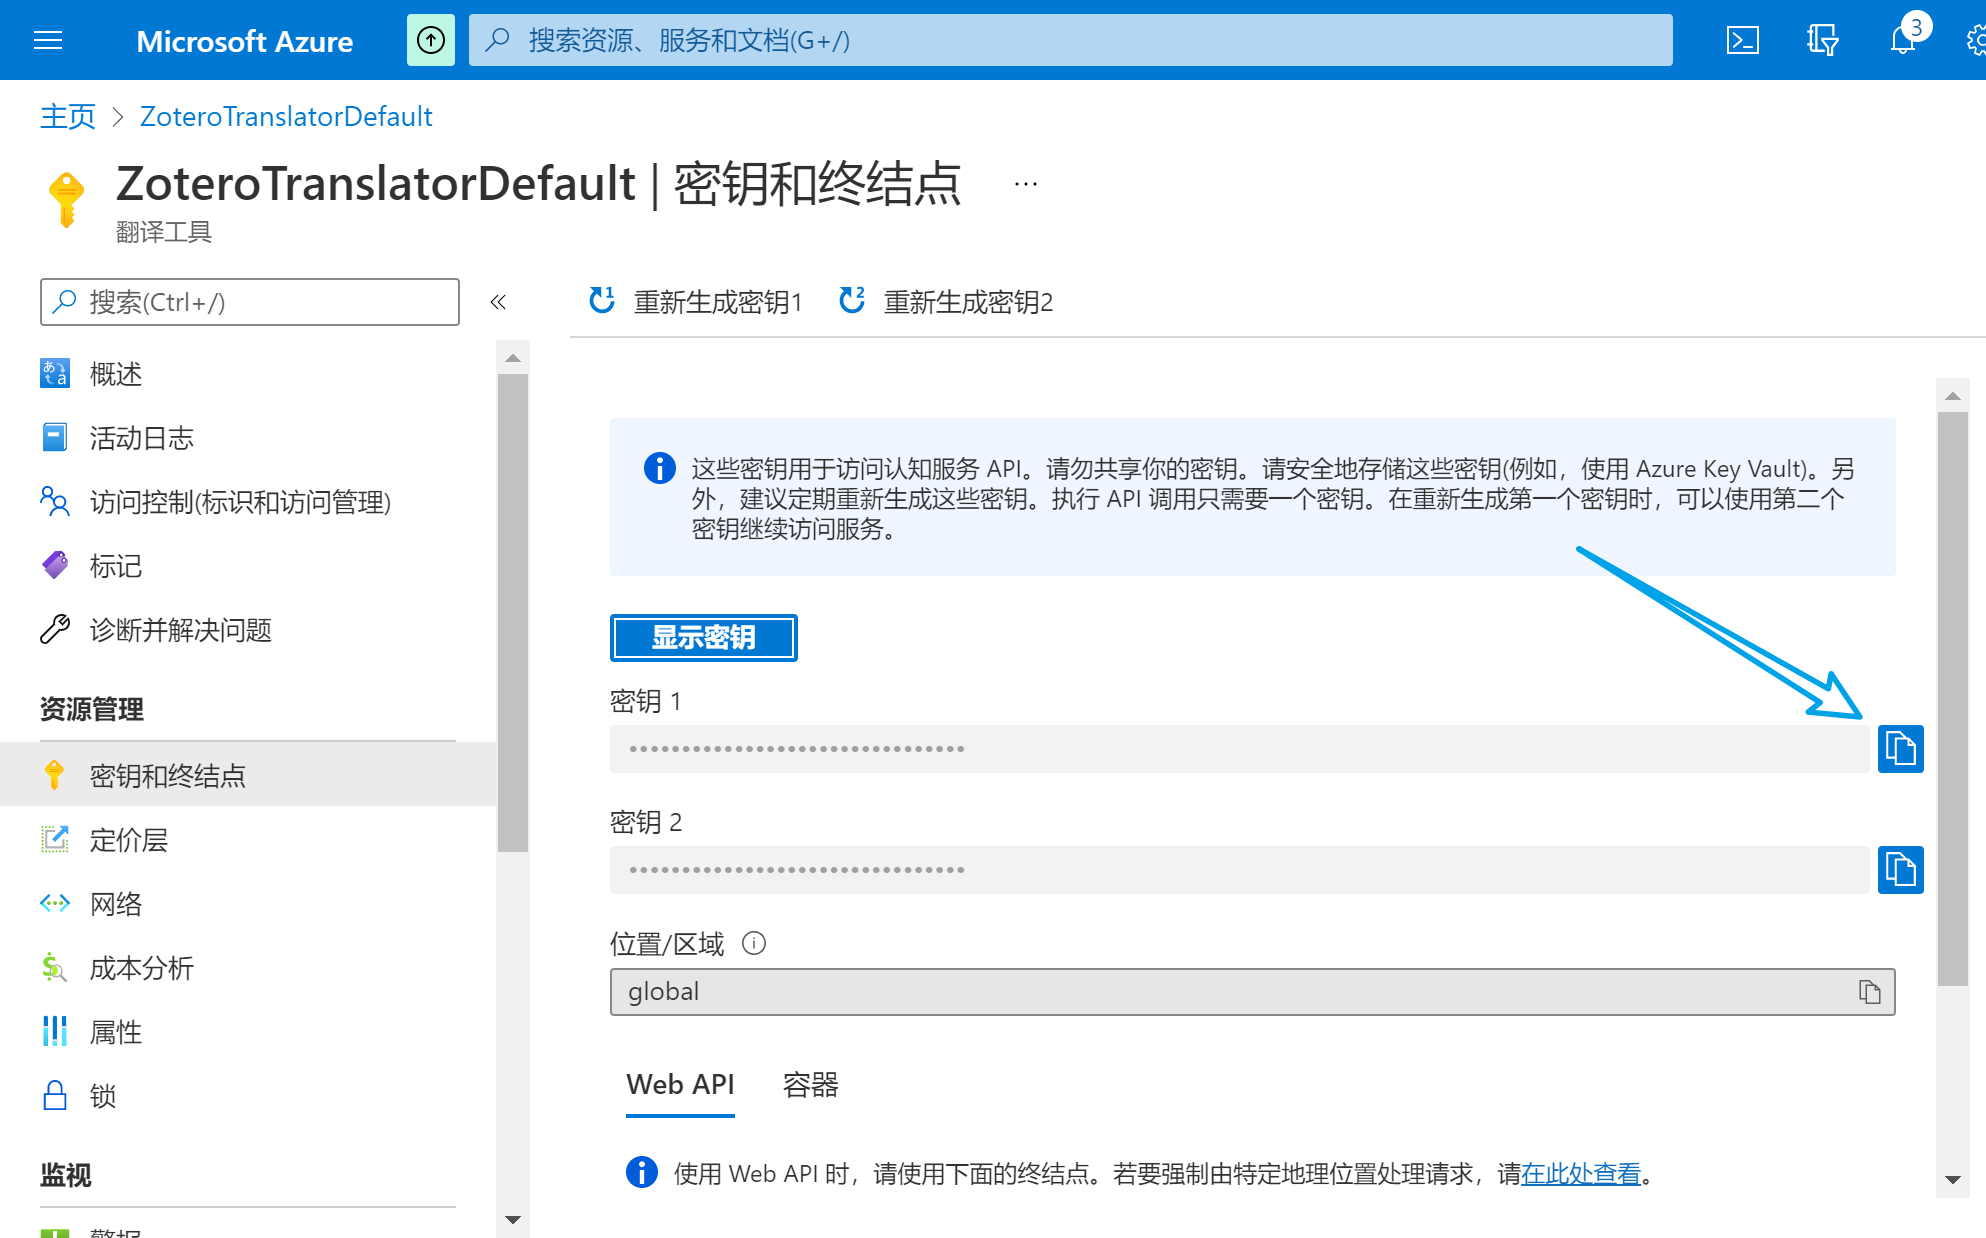 Microsoft Azure
搜索资源、服务和文档(G+/)
3
主页 > ZoteroTranslatorDefault
ZoteroTranslatorDefault | 密钥和终结点 ...
翻译工具
搜索(Ctrl+/)
«
概述
活动日志
访问控制(标识和访问管理)
标记
诊断并解决问题
资源管理
密钥和终结点
定价层
网络
成本分析
属性
锁
监视
警报
重新生成密钥1
重新生成密钥2
这些密钥用于访问认知服务 API。请勿共享你的密钥。请安全地存储这些密钥(例如，使用 Azure Key Vault)。另
外，建议定期重新生成这些密钥。执行 API 调用只需要一个密钥。在重新生成第一个密钥时，可以使用第二个
密钥继续访问服务。
显示密钥
密钥 1
••••••••••••••••••••••••••••••••
密钥 2
••••••••••••••••••••••••••••••••
位置/区域
global
Web API
容器
使用 Web API 时，请使用下面的终结点。若要强制由特定地理位置处理请求，请在此处查看。